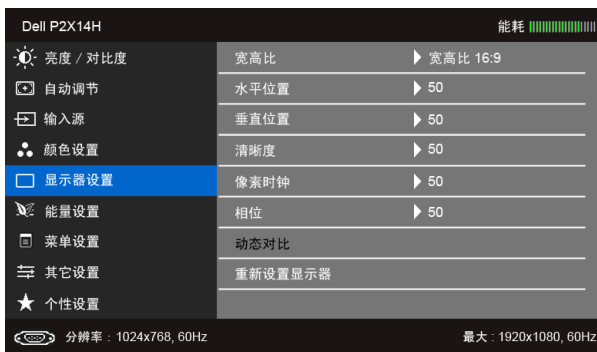 Dell P2X14H 能耗
亮度 / 对比度
自动调节
输入源
颜色设置
显示器设置
能量设置
菜单设置
其它设置
个性设置
宽高比 宽高比 16:9
水平位置 50
垂直位置 50
清晰度 50
像素时钟 50
相位 50
动态对比
重新设置显示器
分辨率 : 1024x768, 60Hz 最大 : 1920x1080, 60Hz